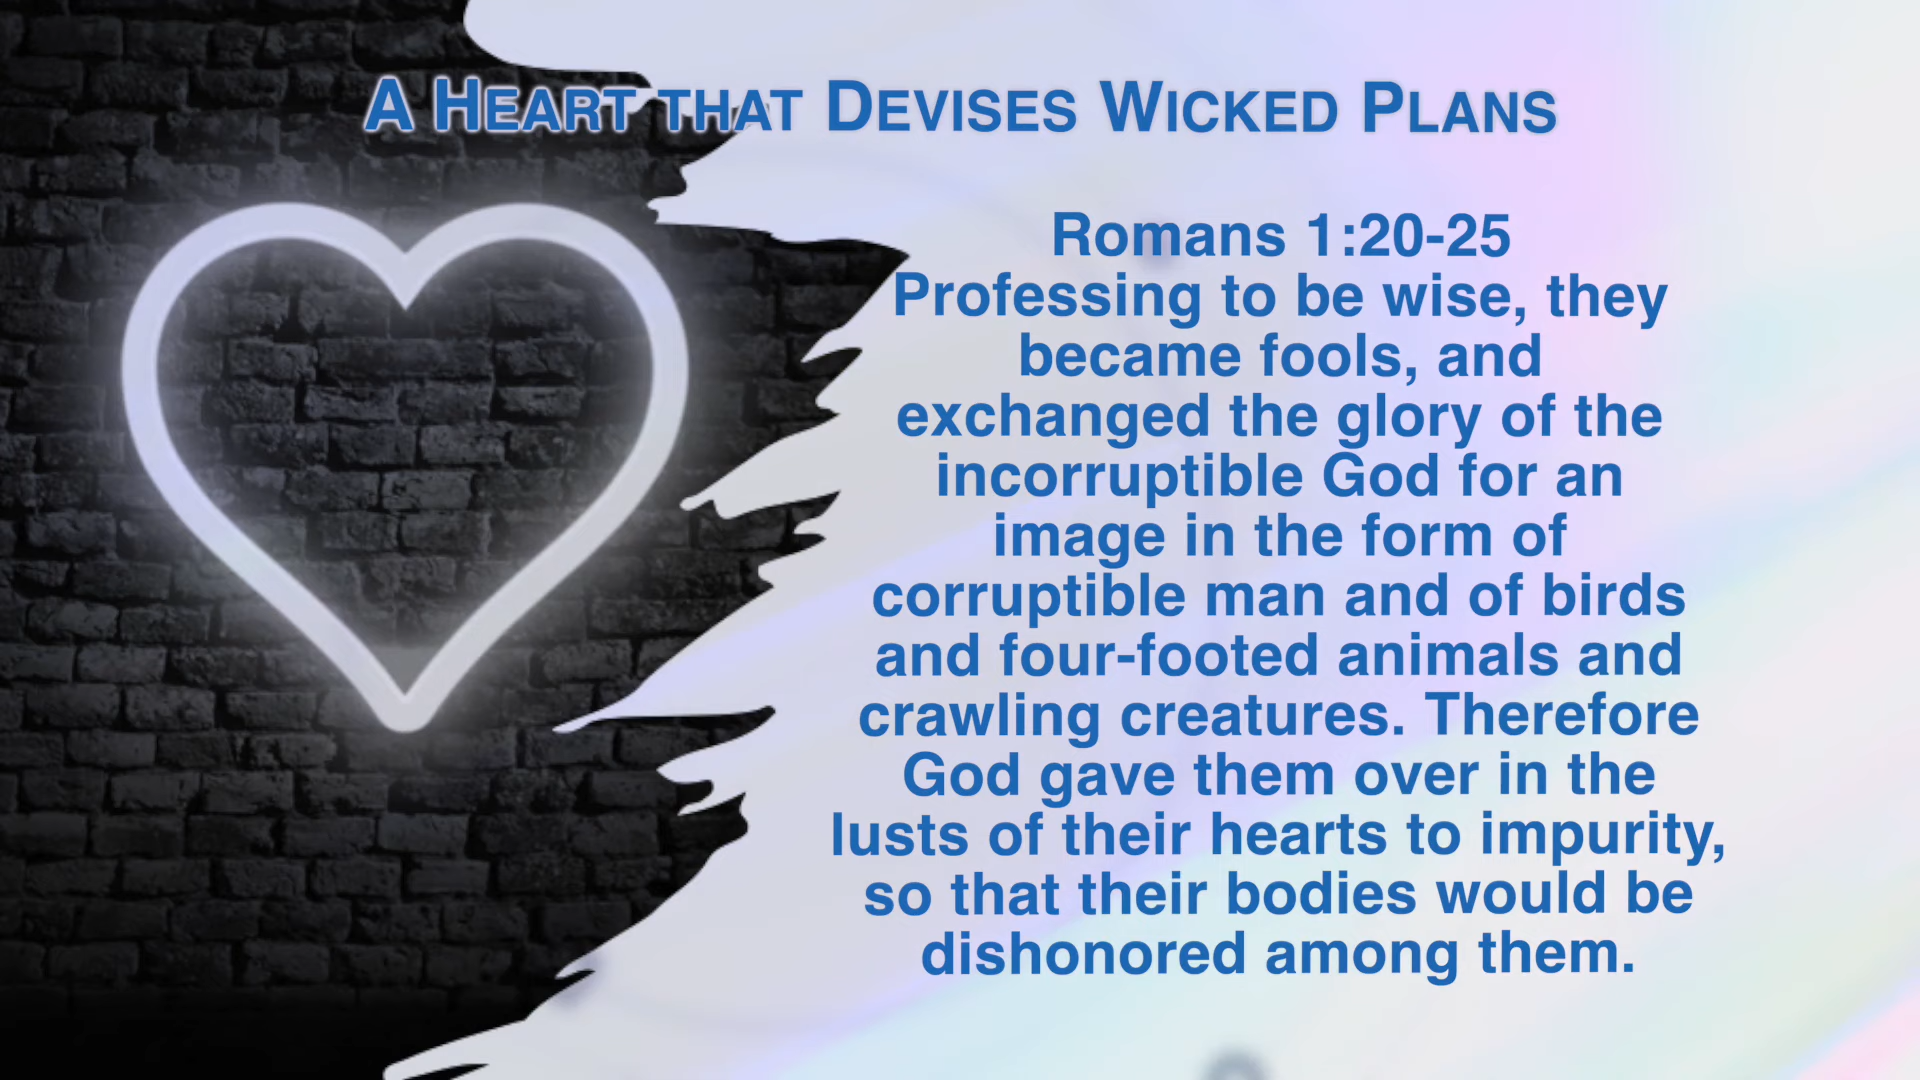 A Heart that Devises Wicked Plans
Romans 1:20-25
Professing to be wise, they
became fools, and
exchanged the glory of the
incorruptible God for an
image in the form of
corruptible man and of birds
and four-footed animals and
crawling creatures. Therefore
God gave them over in the
lusts of their hearts to impurity,
so that their bodies would be
dishonored among them.